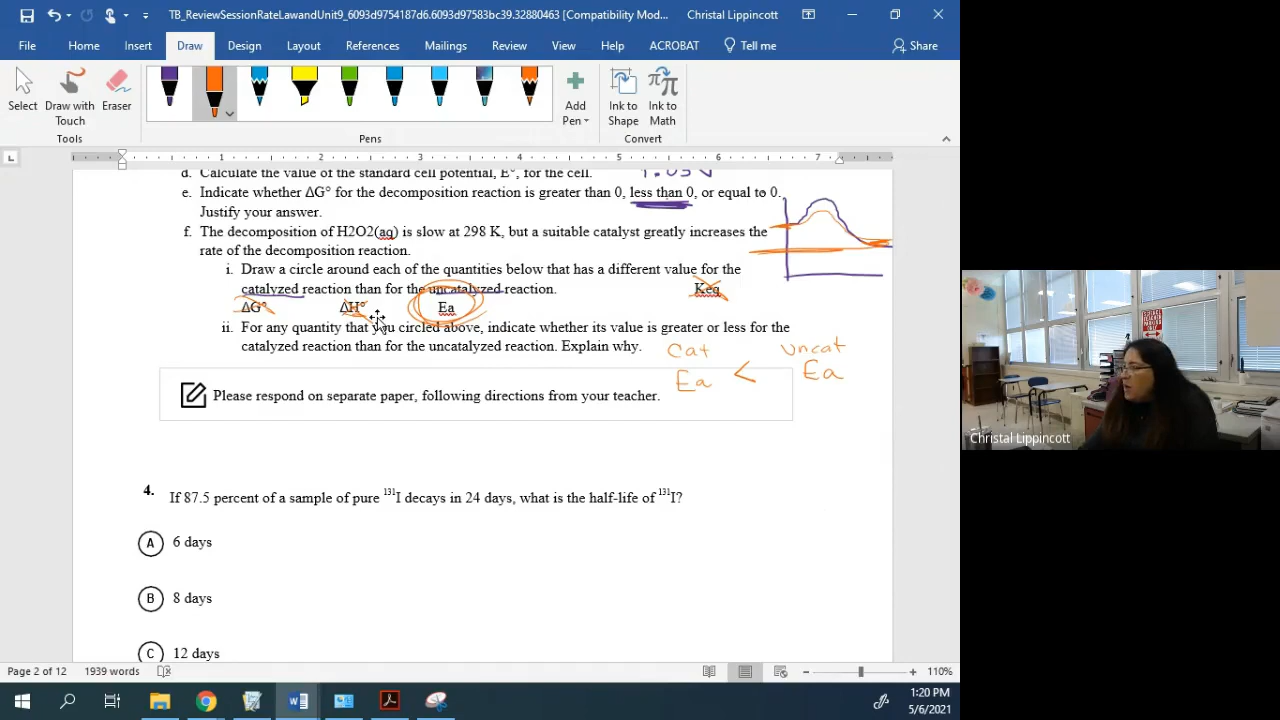 TB_ReviewSessionRateLawandUnit9_6093d9754187d6.6093d97583bc39.32880463 [Compatibility Mod... Christal Lippincott
File Home Insert Draw Design Layout References Mailings Review View Help ACROBAT Tell me Share
Select Draw with Touch Eraser Add Pen Ink to Shape Ink to Math
Tools Pens Convert
1 2 3 4 5 6 7
d. Calculate the value of the standard cell potential, E°, for the cell.
e. Indicate whether ΔG° for the decomposition reaction is greater than 0, less than 0, or equal to 0.
Justify your answer.
f. The decomposition of H2O2(aq) is slow at 298 K, but a suitable catalyst greatly increases the
rate of the decomposition reaction.
i. Draw a circle around each of the quantities below that has a different value for the
catalyzed reaction than for the uncatalyzed reaction.
ΔG° ΔH° Ea Keq
ii. For any quantity that you circled above, indicate whether its value is greater or less for the
catalyzed reaction than for the uncatalyzed reaction. Explain why.
Cat Uncat
Ea < Ea
Please respond on separate paper, following directions from your teacher.
4. If 87.5 percent of a sample of pure 131I decays in 24 days, what is the half-life of 131I?
A 6 days
B 8 days
C 12 days
Christal Lippincott
Page 2 of 12 1939 words 110%
1:20 PM
5/6/2021